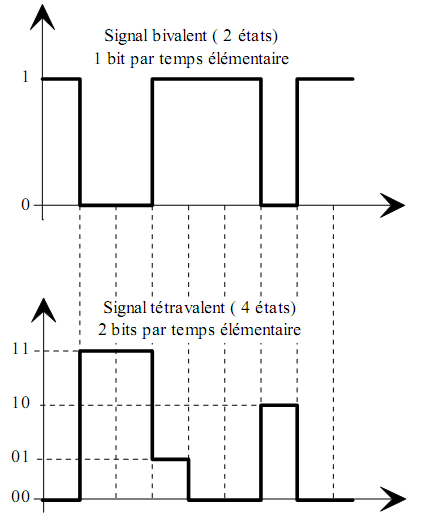 Signal bivalent ( 2 états)
1 bit par temps élémentaire
1
0
Signal tétravalent ( 4 états)
2 bits par temps élémentaire
11
10
01
00